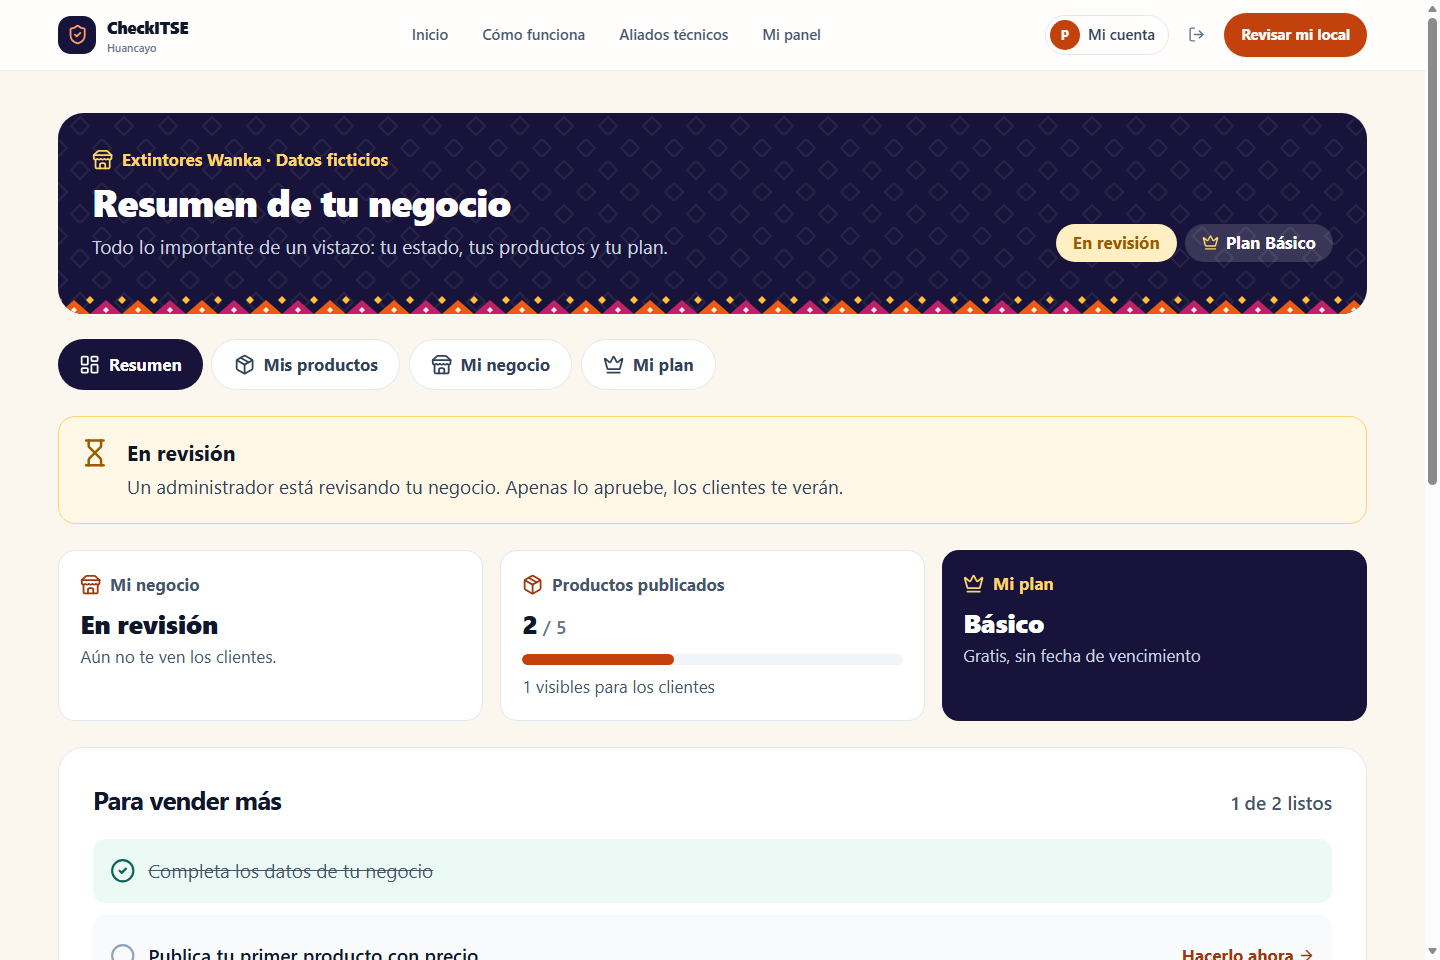 CheckITSE
Huancayo
Inicio
Cómo funciona
Aliados técnicos
Mi panel
P
Mi cuenta
Revisar mi local
Extintores Wanka · Datos ficticios
Resumen de tu negocio
Todo lo importante de un vistazo: tu estado, tus productos y tu plan.
En revisión
Plan Básico
Resumen
Mis productos
Mi negocio
Mi plan
En revisión
Un administrador está revisando tu negocio. Apenas lo apruebe, los clientes te verán.
Mi negocio
En revisión
Aún no te ven los clientes.
Productos publicados
2 / 5
1 visibles para los clientes
Mi plan
Básico
Gratis, sin fecha de vencimiento
Para vender más
1 de 2 listos
Completa los datos de tu negocio
Publica tu primer producto con precio
Hacerlo ahora →